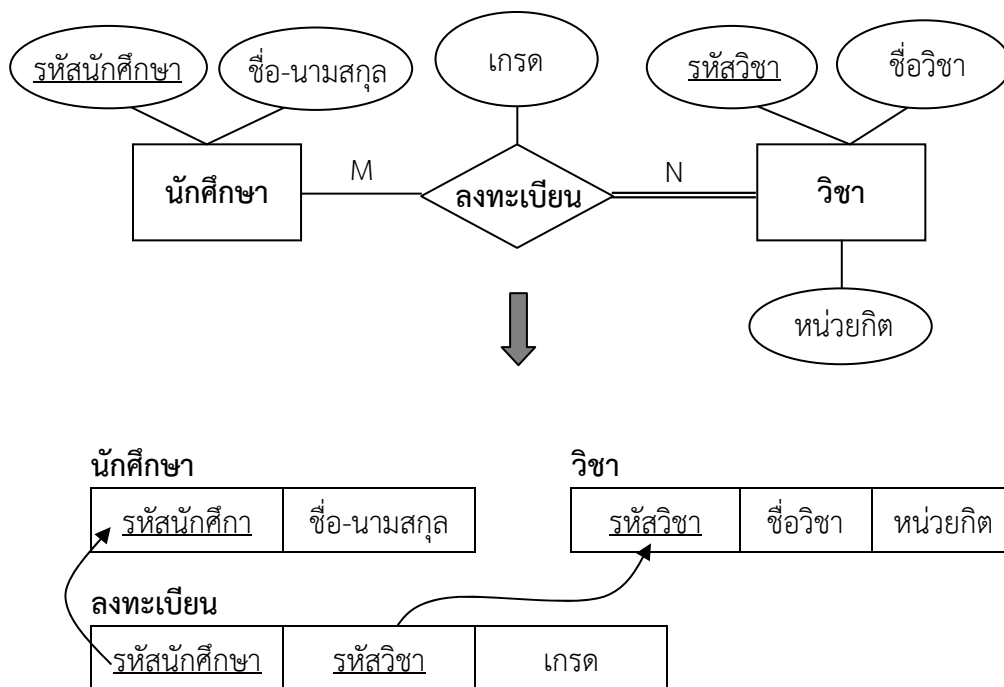 รหัสนักศึกษา ชื่อ-นามสกุล เกรด รหัสวิชา ชื่อวิชา
นักศึกษา M ลงทะเบียน N วิชา
หน่วยกิต
นักศึกษา วิชา
รหัสนักศึกา ชื่อ-นามสกุล รหัสวิชา ชื่อวิชา หน่วยกิต
ลงทะเบียน
รหัสนักศึกษา รหัสวิชา เกรด